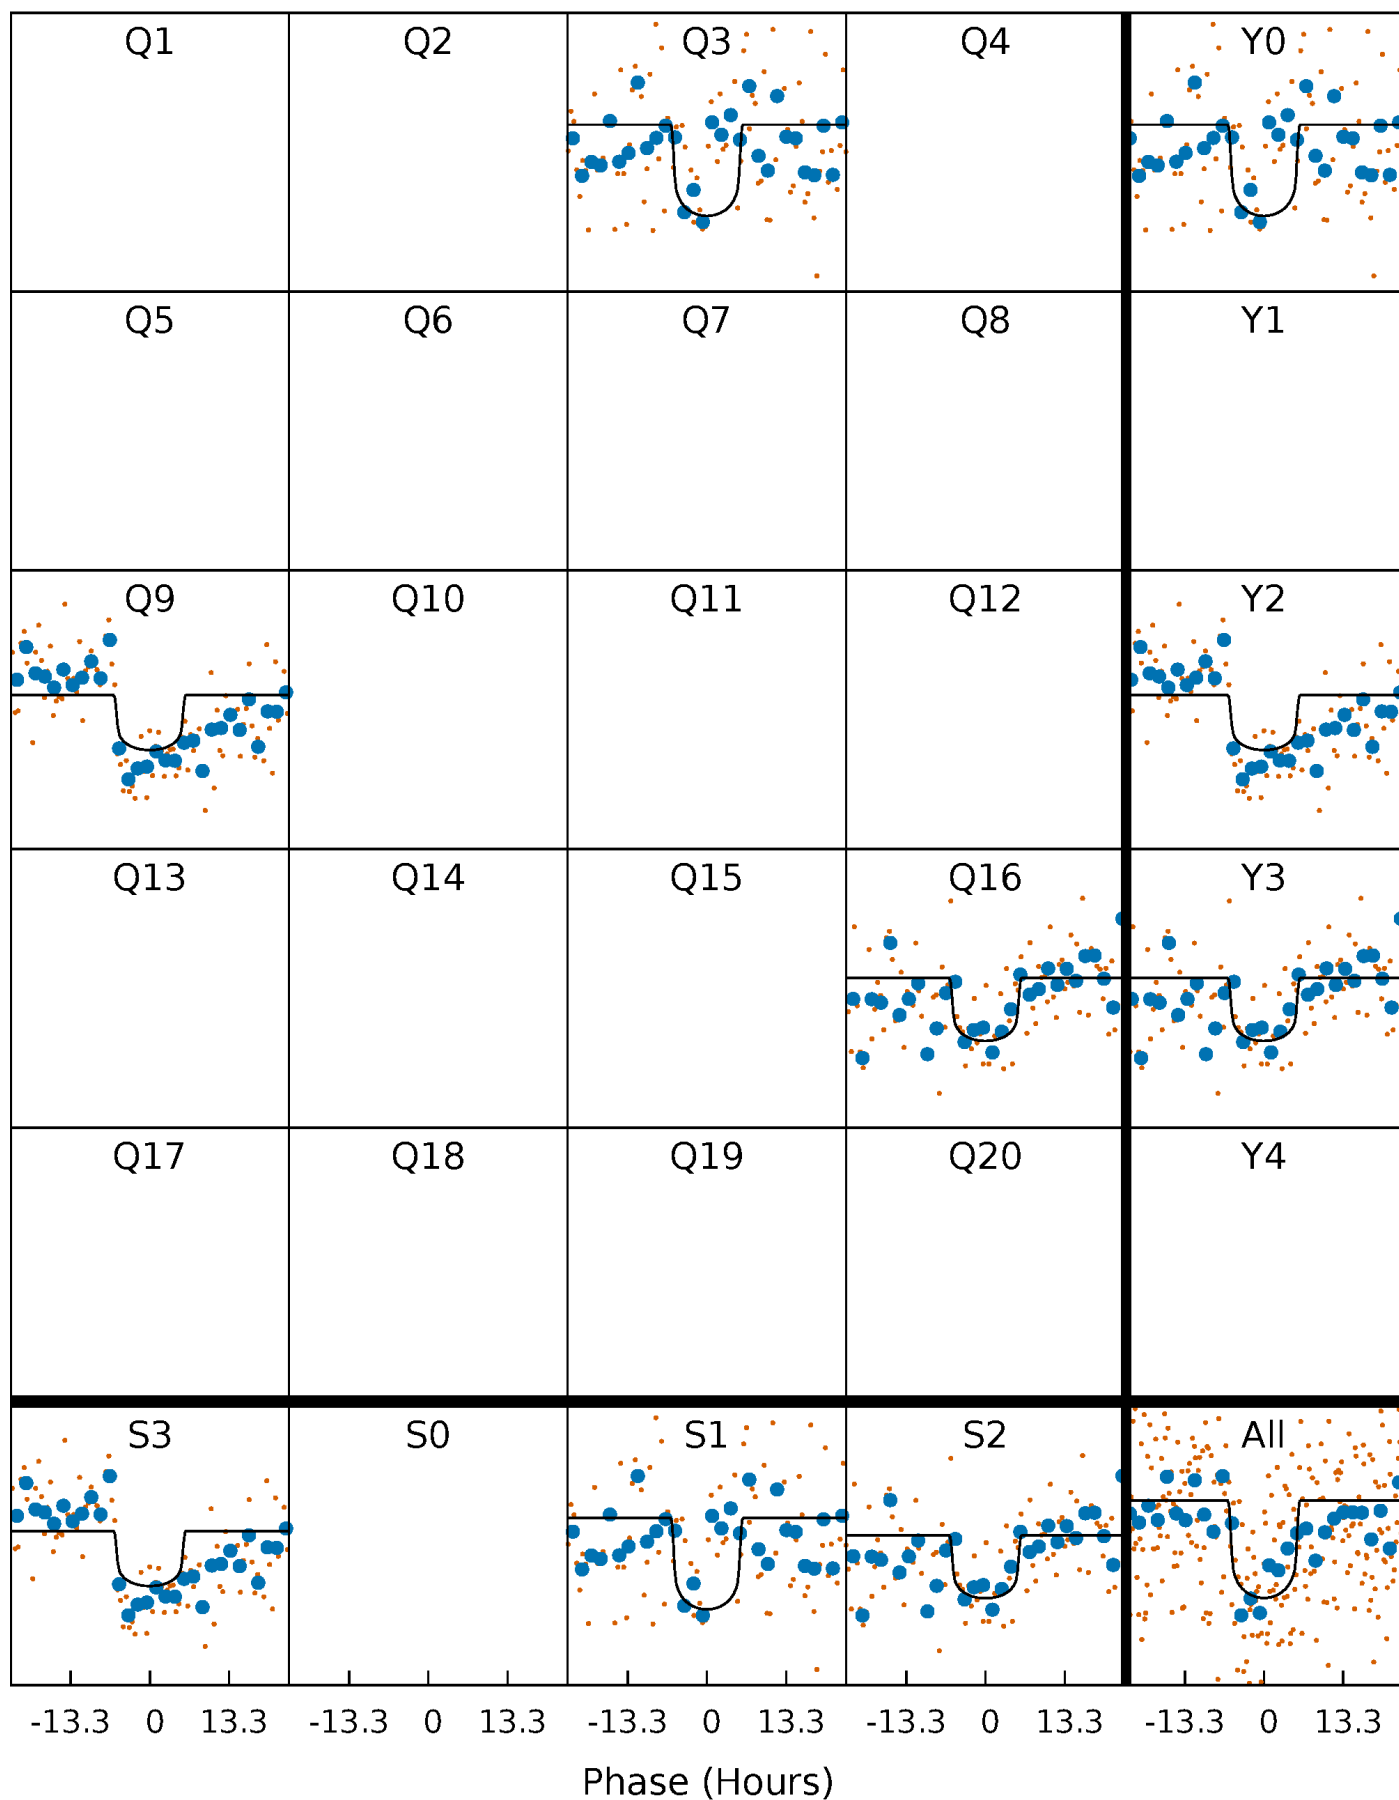 Q1 Q2 Q3 Q4 Y0
Q5 Q6 Q7 Q8 Y1
Q9 Q10 Q11 Q12 Y2
Q13 Q14 Q15 Q16 Y3
Q17 Q18 Q19 Q20 Y4
S3 S0 S1 S2 All
-13.3 0 13.3 -13.3 0 13.3 -13.3 0 13.3 -13.3 0 13.3 -13.3 0 13.3
Phase (Hours)